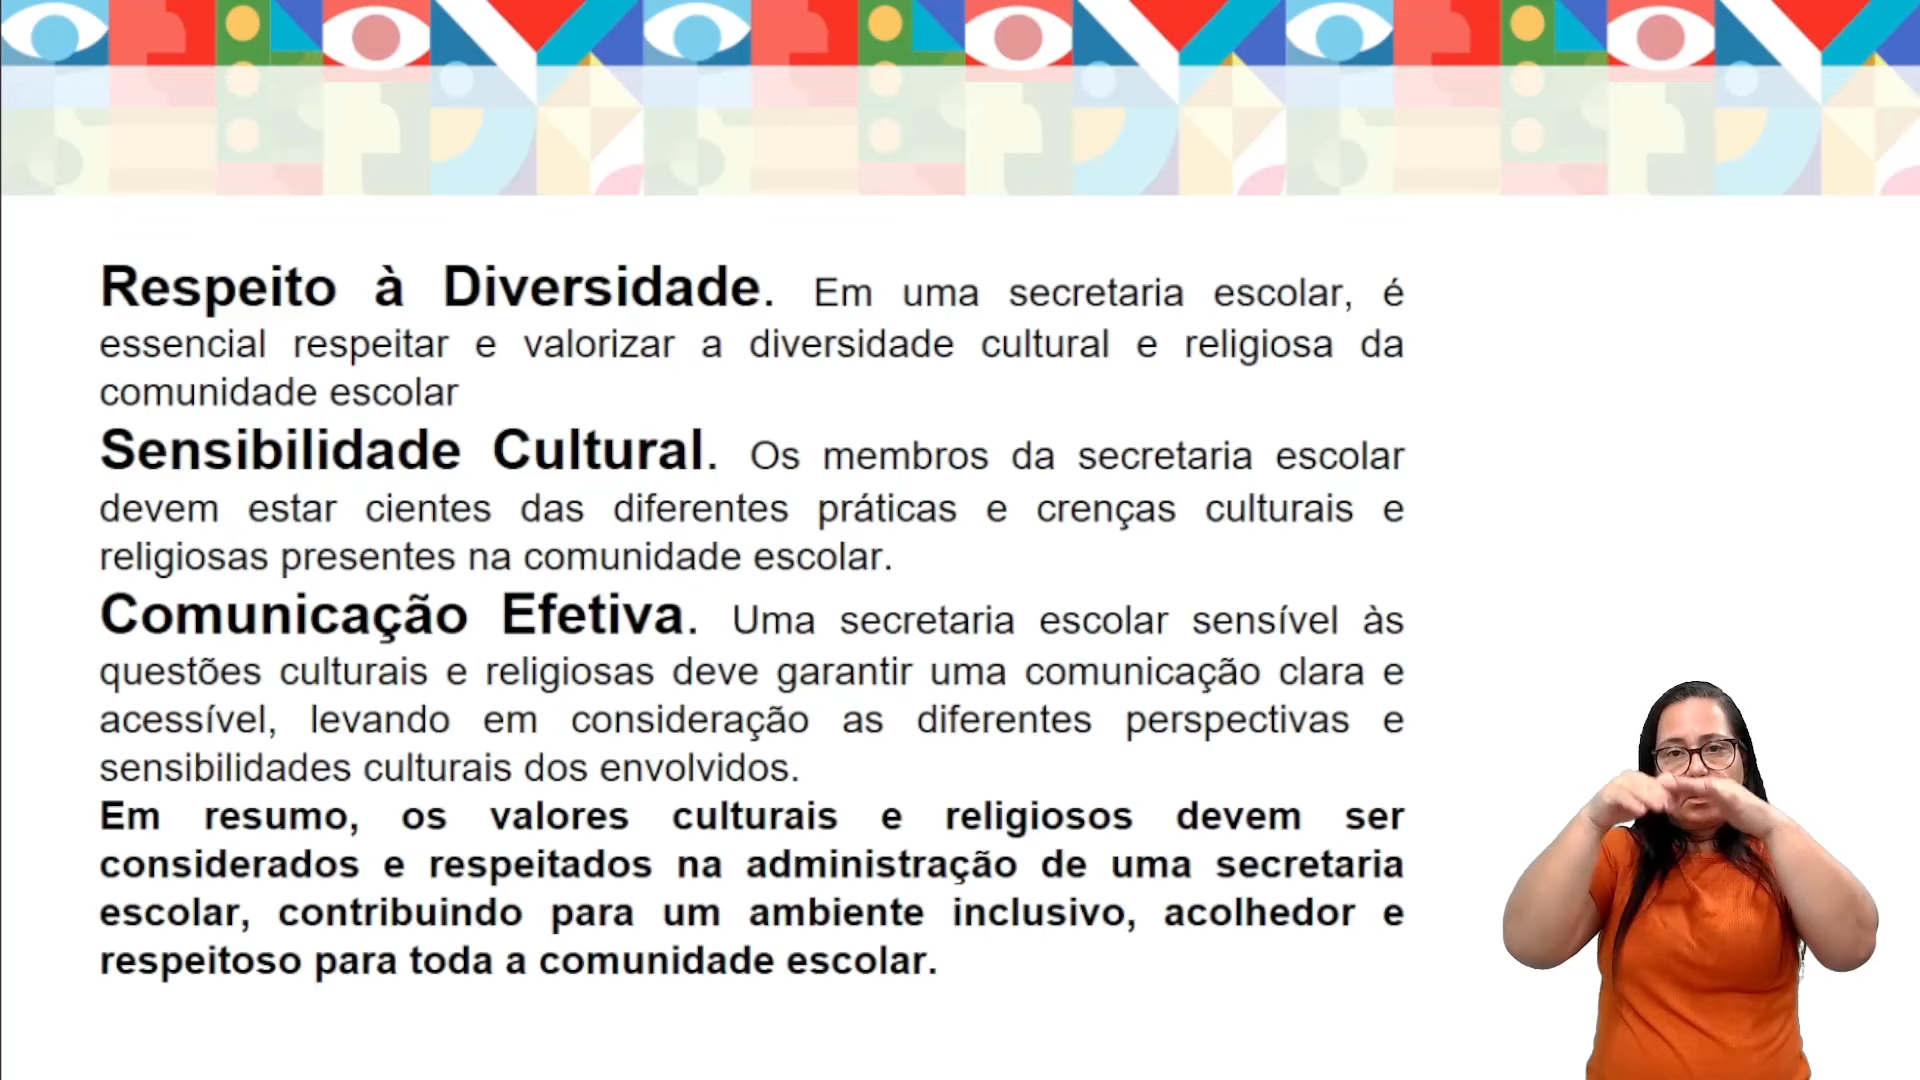 Respeito à Diversidade. Em uma secretaria escolar, é
essencial respeitar e valorizar a diversidade cultural e religiosa da
comunidade escolar
Sensibilidade Cultural. Os membros da secretaria escolar
devem estar cientes das diferentes práticas e crenças culturais e
religiosas presentes na comunidade escolar.
Comunicação Efetiva. Uma secretaria escolar sensível às
questões culturais e religiosas deve garantir uma comunicação clara e
acessível, levando em consideração as diferentes perspectivas e
sensibilidades culturais dos envolvidos.
Em resumo, os valores culturais e religiosos devem ser
considerados e respeitados na administração de uma secretaria
escolar, contribuindo para um ambiente inclusivo, acolhedor e
respeitoso para toda a comunidade escolar.